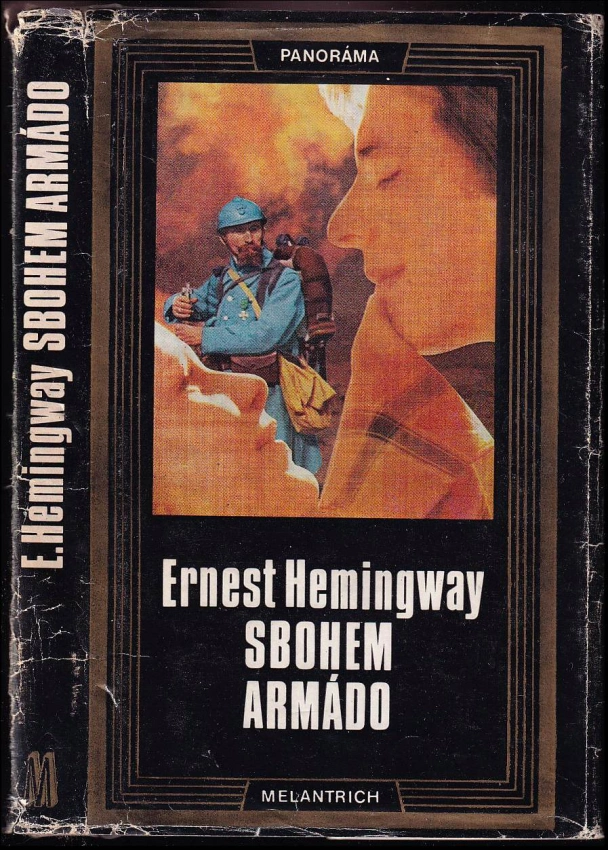 E.Hemingway SBOHEM ARMÁDO
M
PANORÁMA
Ernest Hemingway
SBOHEM
ARMÁDO
MELANTRICH